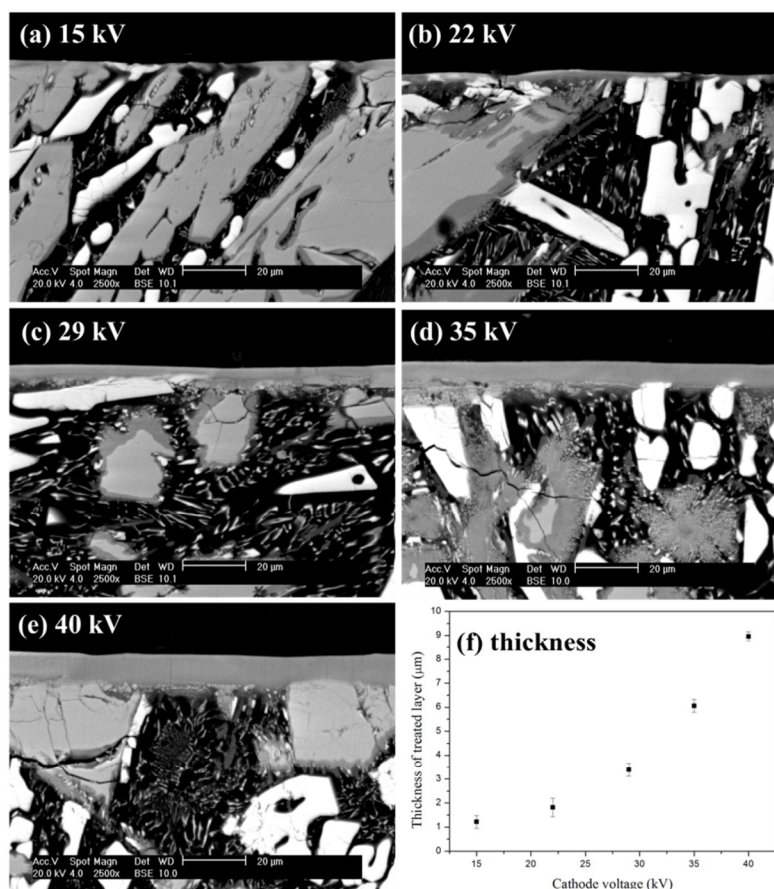 (a) 15 kV
Acc.V Spot Magn Det WD 20 µm
20.0 kV 4.0 2500x BSE 10.1
(b) 22 kV
Acc.V Spot Magn Det WD 20 µm
20.0 kV 4.0 2500x BSE 10.1
(c) 29 kV
Acc.V Spot Magn Det WD 20 µm
20.0 kV 4.0 2500x BSE 10.1
(d) 35 kV
Acc.V Spot Magn Det WD 20 µm
20.0 kV 4.0 2500x BSE 10.0
(e) 40 kV
Acc.V Spot Magn Det WD 20 µm
20.0 kV 4.0 2500x BSE 10.0
(f) thickness
Thickness of treated layer (µm)
10
9
8
7
6
5
4
3
2
1
0
15 20 25 30 35 40
Cathode voltage (kV)